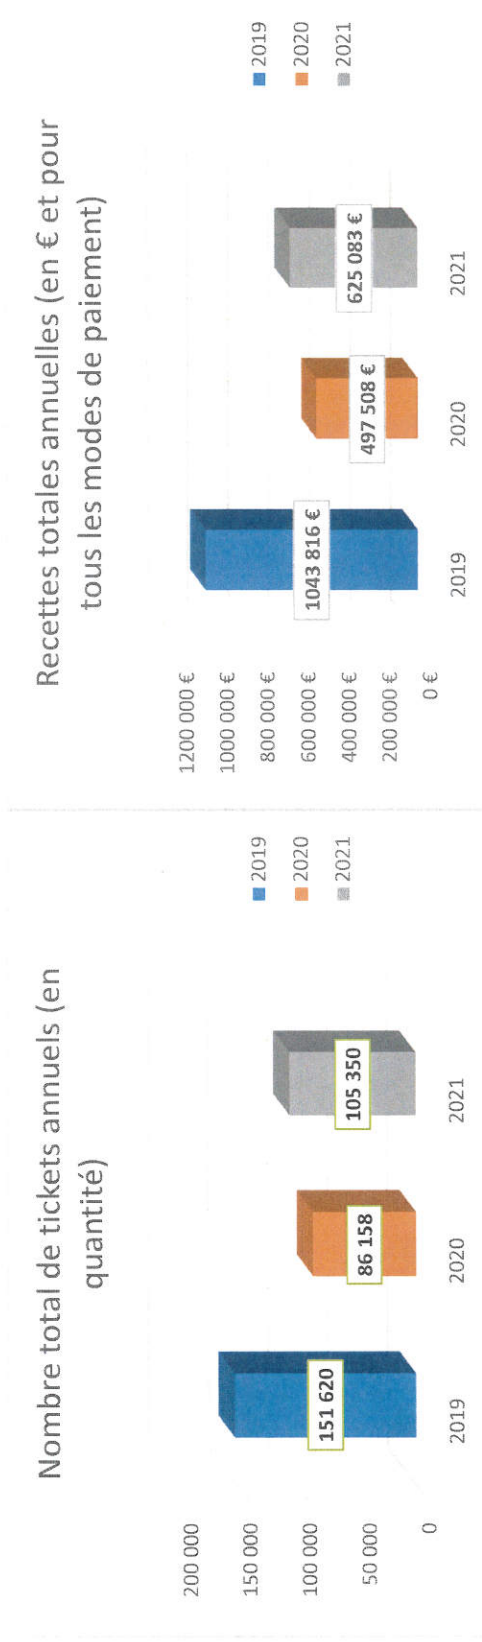 Nombre total de tickets annuels (en
quantité)
200 000
150 000
100 000
50 000
0
151 620
86 158
105 350
2019
2020
2021
2019
2020
2021
Recettes totales annuelles (en € et pour
tous les modes de paiement)
1200 000 €
1000 000 €
800 000 €
600 000 €
400 000 €
200 000 €
0 €
1043 816 €
497 508 €
625 083 €
2019
2020
2021
2019
2020
2021